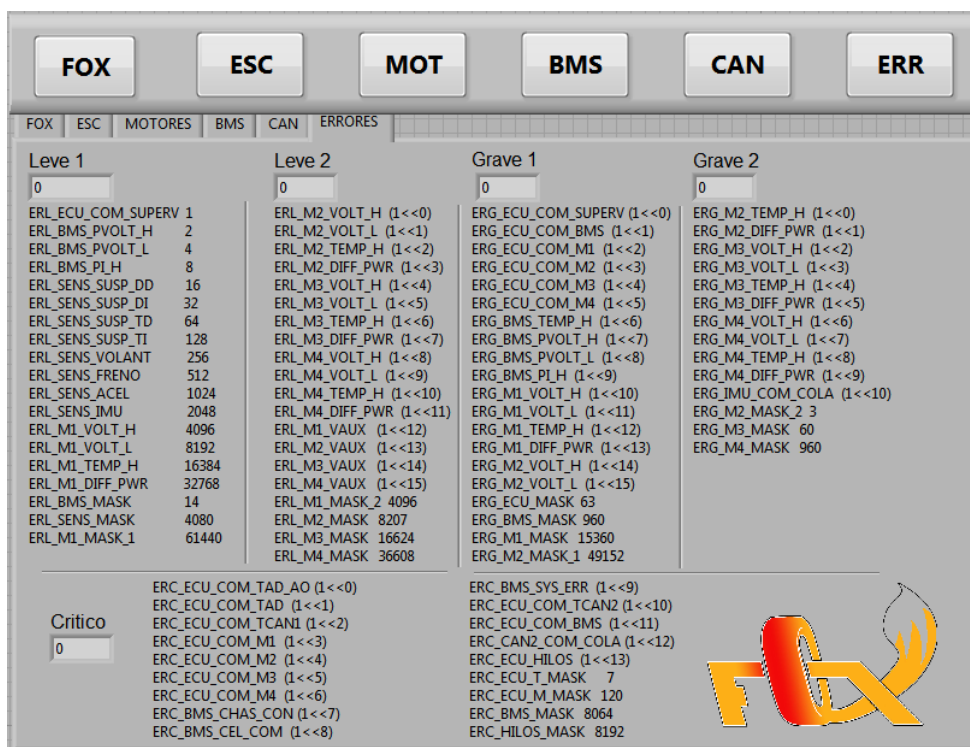 FOX ESC MOT BMS CAN ERR
FOX ESC MOTORES BMS CAN ERRORES
Leve 1
0
ERL_ECU_COM_SUPERV 1
ERL_BMS_PVOLT_H 2
ERL_BMS_PVOLT_L 4
ERL_BMS_PI_H 8
ERL_SENS_SUSP_DD 16
ERL_SENS_SUSP_DI 32
ERL_SENS_SUSP_TD 64
ERL_SENS_SUSP_TI 128
ERL_SENS_VOLANT 256
ERL_SENS_FRENO 512
ERL_SENS_ACEL 1024
ERL_SENS_IMU 2048
ERL_M1_VOLT_H 4096
ERL_M1_VOLT_L 8192
ERL_M1_TEMP_H 16384
ERL_M1_DIFF_PWR 32768
ERL_BMS_MASK 14
ERL_SENS_MASK 4080
ERL_M1_MASK_1 61440
Leve 2
0
ERL_M2_VOLT_H (1<<0)
ERL_M2_VOLT_L (1<<1)
ERL_M2_TEMP_H (1<<2)
ERL_M2_DIFF_PWR (1<<3)
ERL_M3_VOLT_H (1<<4)
ERL_M3_VOLT_L (1<<5)
ERL_M3_TEMP_H (1<<6)
ERL_M3_DIFF_PWR (1<<7)
ERL_M4_VOLT_H (1<<8)
ERL_M4_VOLT_L (1<<9)
ERL_M4_TEMP_H (1<<10)
ERL_M4_DIFF_PWR (1<<11)
ERL_M1_VAUX (1<<12)
ERL_M2_VAUX (1<<13)
ERL_M3_VAUX (1<<14)
ERL_M4_VAUX (1<<15)
ERL_M1_MASK_2 4096
ERL_M2_MASK 8207
ERL_M3_MASK 16624
ERL_M4_MASK 36608
Grave 1
0
ERG_ECU_COM_SUPERV (1<<0)
ERG_ECU_COM_BMS (1<<1)
ERG_ECU_COM_M1 (1<<2)
ERG_ECU_COM_M2 (1<<3)
ERG_ECU_COM_M3 (1<<4)
ERG_ECU_COM_M4 (1<<5)
ERG_BMS_TEMP_H (1<<6)
ERG_BMS_PVOLT_H (1<<7)
ERG_BMS_PVOLT_L (1<<8)
ERG_BMS_PI_H (1<<9)
ERG_M1_VOLT_H (1<<10)
ERG_M1_VOLT_L (1<<11)
ERG_M1_TEMP_H (1<<12)
ERG_M1_DIFF_PWR (1<<13)
ERG_M2_VOLT_H (1<<14)
ERG_M2_VOLT_L (1<<15)
ERG_ECU_MASK 63
ERG_BMS_MASK 960
ERG_M1_MASK 15360
ERG_M2_MASK_1 49152
Grave 2
0
ERG_M2_TEMP_H (1<<0)
ERG_M2_DIFF_PWR (1<<1)
ERG_M3_VOLT_H (1<<2)
ERG_M3_VOLT_L (1<<3)
ERG_M3_TEMP_H (1<<4)
ERG_M3_DIFF_PWR (1<<5)
ERG_M4_VOLT_H (1<<6)
ERG_M4_VOLT_L (1<<7)
ERG_M4_TEMP_H (1<<8)
ERG_M4_DIFF_PWR (1<<9)
ERG_IMU_COM_COLA (1<<10)
ERG_M2_MASK_2 3
ERG_M3_MASK 60
ERG_M4_MASK 960
Critico
0
ERC_ECU_COM_TAD_AO (1<<0)
ERC_ECU_COM_TAD (1<<1)
ERC_ECU_COM_TCAN1 (1<<2)
ERC_ECU_COM_M1 (1<<3)
ERC_ECU_COM_M2 (1<<4)
ERC_ECU_COM_M3 (1<<5)
ERC_ECU_COM_M4 (1<<6)
ERC_BMS_CHAS_CON (1<<7)
ERC_BMS_CEL_COM (1<<8)
ERC_BMS_SYS_ERR (1<<9)
ERC_ECU_COM_TCAN2 (1<<10)
ERC_ECU_COM_BMS (1<<11)
ERC_CAN2_COM_COLA (1<<12)
ERC_ECU_HILOS (1<<13)
ERC_ECU_T_MASK 7
ERC_ECU_M_MASK 120
ERC_BMS_MASK 8064
ERC_HILOS_MASK 8192
FOX